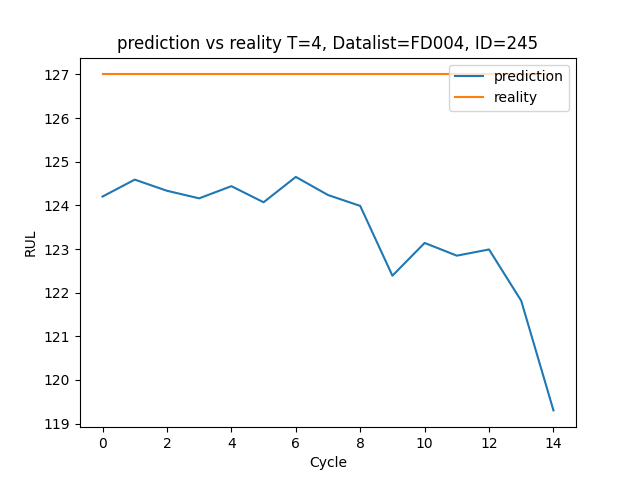 prediction vs reality T=4, Datalist=FD004, ID=245
127
126
125
124
123
122
121
120
119
RUL
prediction
reality
0 2 4 6 8 10 12 14
Cycle